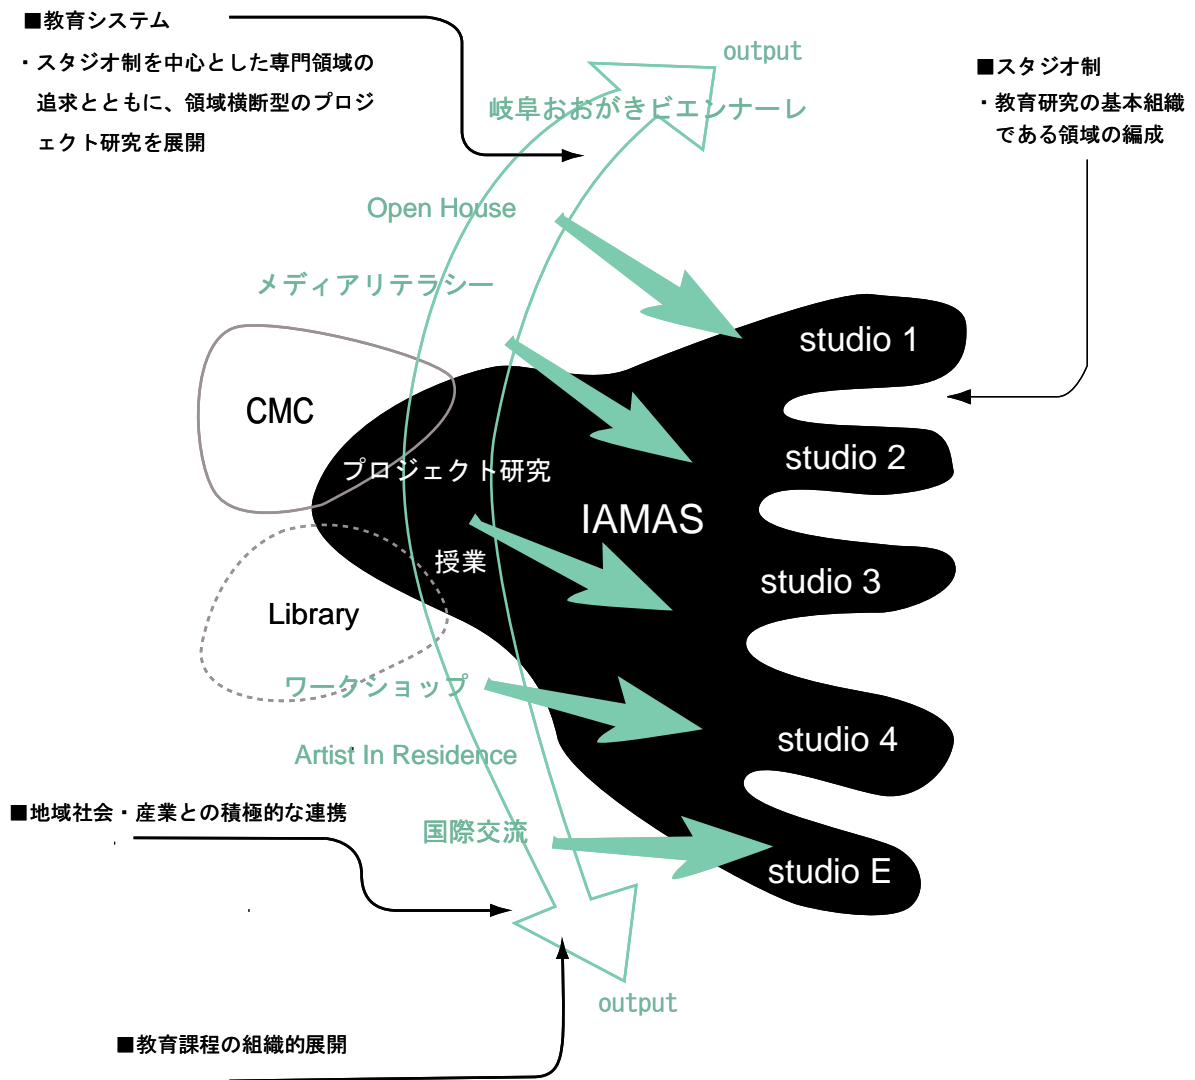 ■教育システム
・スタジオ制を中心とした専門領域の
追求とともに、領域横断型のプロジ
ェクト研究を展開
output
岐阜おおがきビエンナーレ
■スタジオ制
・教育研究の基本組織
である領域の編成
Open House
メディアリテラシー
studio 1
CMC
studio 2
プロジェクト研究
IAMAS
授業
studio 3
Library
ワークショップ
studio 4
Artist In Residence
■地域社会・産業との積極的な連携
国際交流
studio E
output
■教育課程の組織的展開